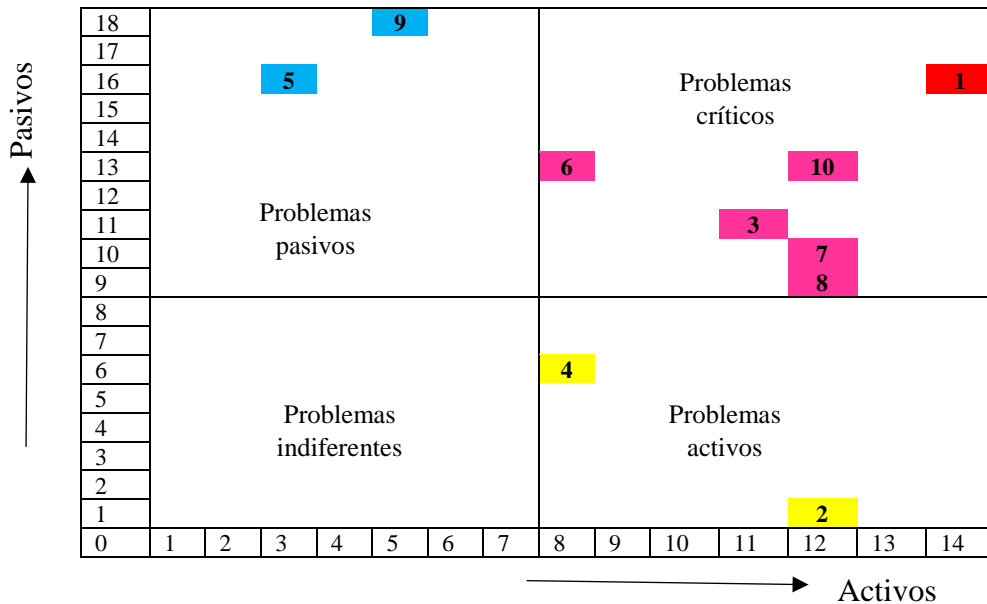 18 9
17
16 5 Problemas 1
15 críticos
14
13 6 10
12 Problemas
11 pasivos 3
10 7
9 8
8
7
6 4
5 Problemas Problemas
4 indiferentes activos
3
2
1 2
0 1 2 3 4 5 6 7 8 9 10 11 12 13 14
Pasivos
Activos